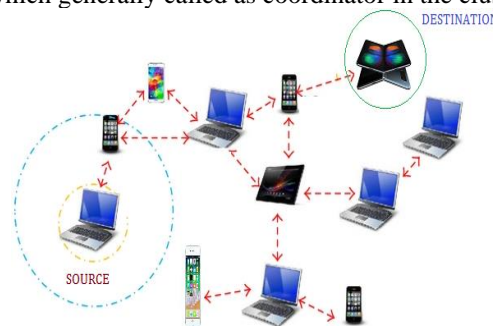 which generally called as coordinator in the
DESTINATION
SOURCE